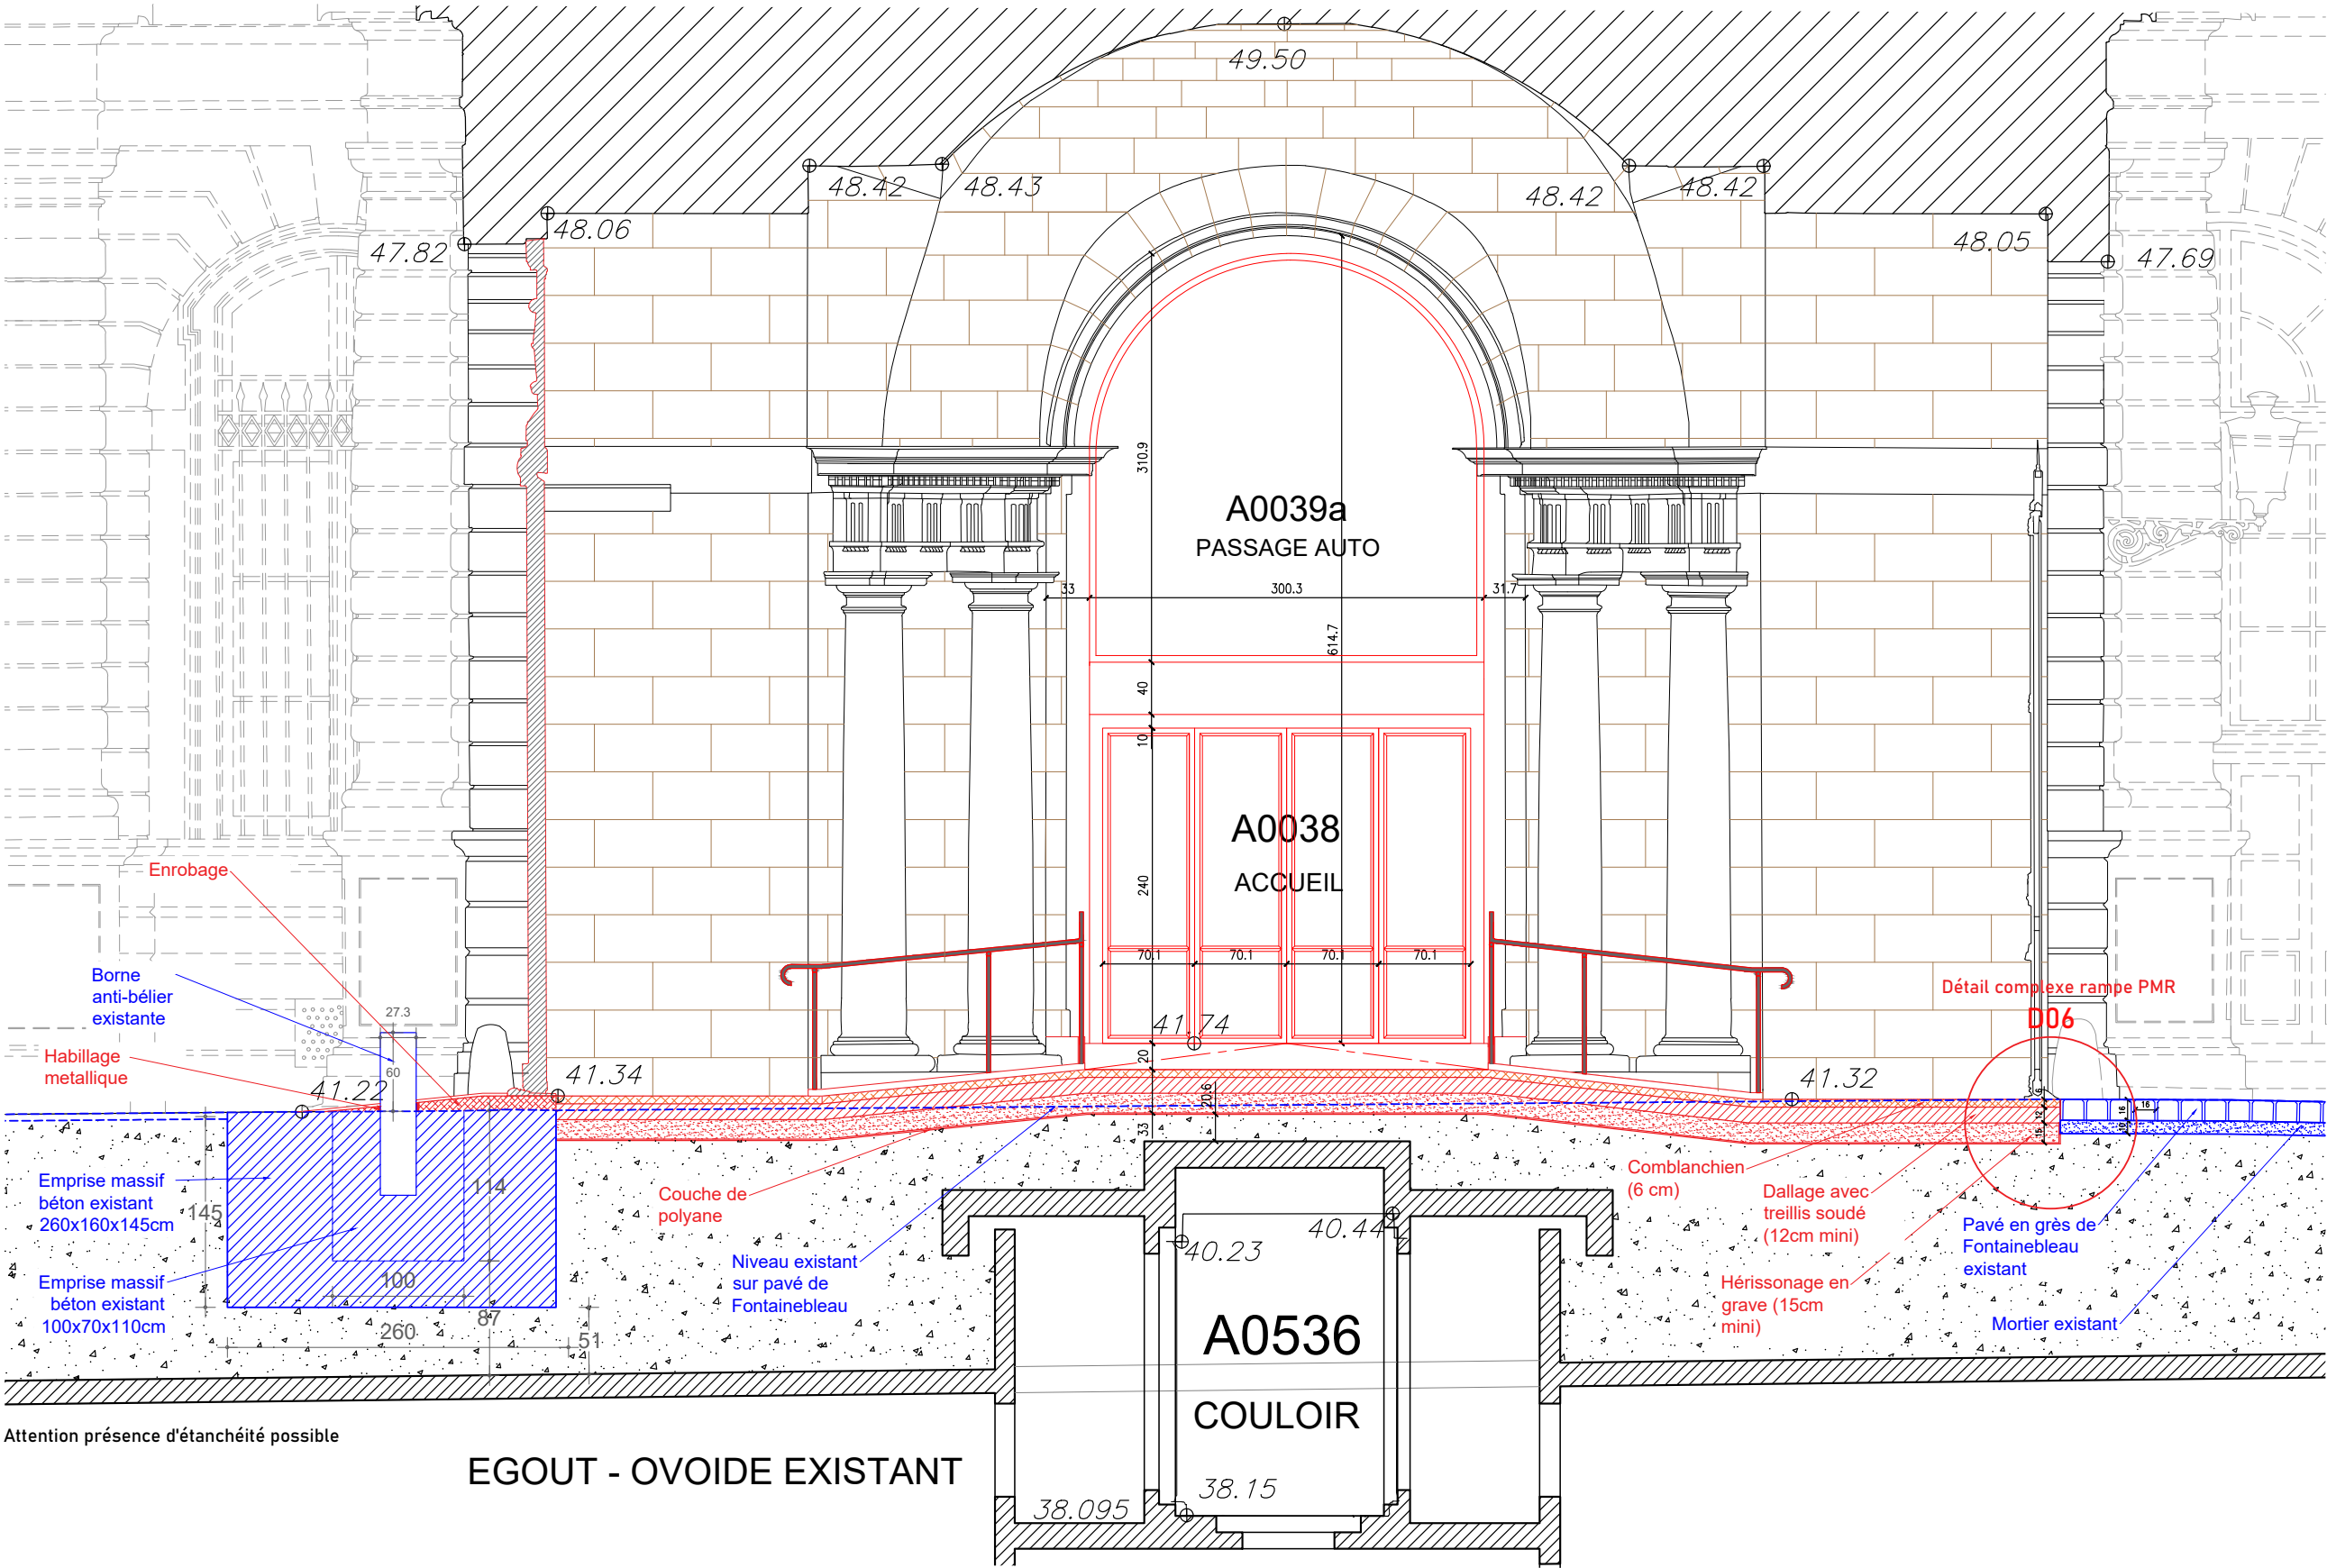 49.50
48.42
48.43
48.42
48.42
48.06
47.82
48.05
47.69
310.9
A0039a
PASSAGE AUTO
33
300.3
31.7
614.7
40
10
A0038
ACCUEIL
240
70.1
70.1
70.1
70.1
Enrobage
Borne
anti-bélier
existante
27.3
60
Habillage
metallique
41.22
41.34
41.74
20
20.6
33
41.32
Détail complexe rampe PMR
D06
6
12
15
16
16
10
Emprise massif
béton existant
260x160x145cm
145
114
Emprise massif
béton existant
100x70x110cm
100
260
87
51
Couche de
polyane
Niveau existant
sur pavé de
Fontainebleau
40.23
40.44
Comblanchien
(6 cm)
Dallage avec
treillis soudé
(12cm mini)
Hérissonage en
grave (15cm
mini)
Pavé en grès de
Fontainebleau
existant
Mortier existant
A0536
COULOIR
Attention présence d'étanchéité possible
EGOUT - OVOIDE EXISTANT
38.15
38.095